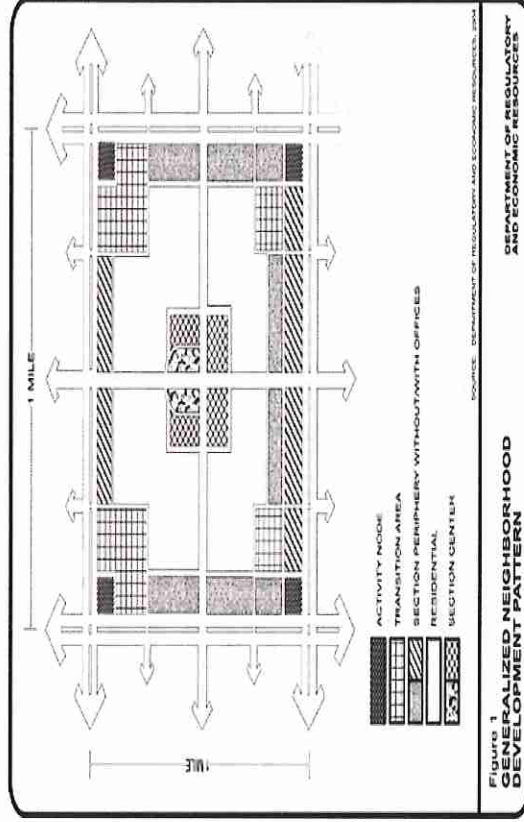 1 MILE
1 MILE
ACTIVITY NODE
TRANSITION AREA
SECTION PERIPHERY WITHOUT/WITH OFFICES
RESIDENTIAL
SECTION CENTER
SOURCE: DEPARTMENT OF REGULATORY AND ECONOMIC RESOURCES,
Figure 1
GENERALIZED NEIGHBORHOOD
DEVELOPMENT PATTERN
DEPARTMENT OF REGULATORY
AND ECONOMIC RESOURCES